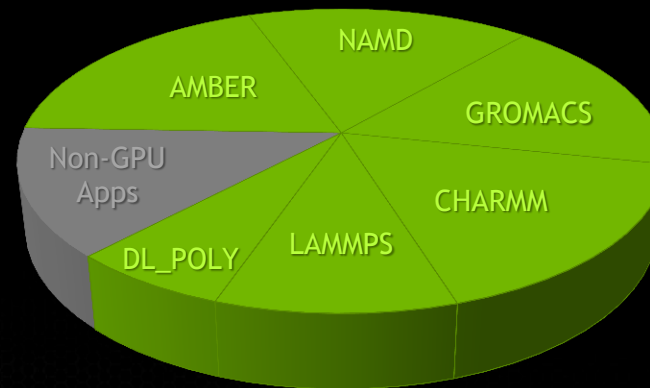 NAMD
AMBER
GROMACS
Non-GPU
Apps
CHARMM
LAMMPS
DL_POLY